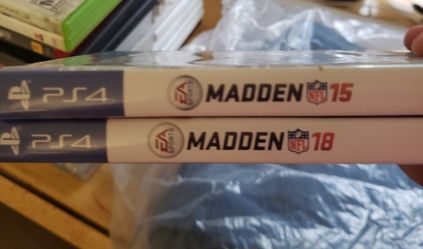 PS4 EA SPORTS MADDEN NFL 15
PS4 EA SPORTS MADDEN NFL 18